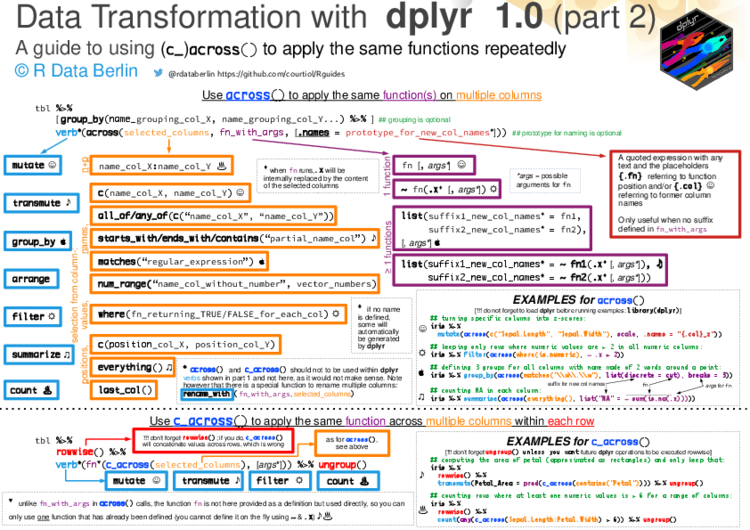 Data Transformation with dplyr 1.0 (part 2)
A guide to using (c_)across() to apply the same functions repeatedly
© R Data Berlin @rdataberlin https://github.com/courtiol/Rguides
dplyr
Use across() to apply the same function(s) on multiple columns
tbl %>%
[group_by(name_grouping_col_X, name_grouping_col_Y...) %>% ] ## grouping is optional
verb*(across(selected_columns, fn_with_args, [.names = prototype_for_new_col_names*])) ## prototype for naming is optional
mutate ☺
transmute ♪
group_by
arrange
filter ☼
summarize ♫
count
selection from column:
n+p
names,
values,
positions,
name_col_X:name_col_Y
c(name_col_X, name_col_Y) ☺
all_of/any_of(c("name_col_X", "name_col_Y"))
starts_with/ends_with/contains("partial_name_col") ♪
matches("regular_expression")
num_range("name_col_without_number", vector_numbers)
where(fn_returning_TRUE/FALSE_for_each_col) ☼
c(position_col_X, position_col_Y)
everything() ♫
last_col()
* when fn runs, .X will be
internally replaced by the content
of the selected columns
1 function
fn [, args*] ☺
~ fn(.x* [, args*]) ☼
*args = possible
arguments for fn
≥ 1 functions
list(suffix1_new_col_names* = fn1,
suffix2_new_col_names* = fn2),
[, args*]
list(suffix1_new_col_names* = ~ fn1(.x* [, args*]), ♫
suffix2_new_col_names* = ~ fn2(.x* [, args*]))
A quoted expression with any
text and the placeholders
{.fn} referring to function
position and/or {.col} ☺
referring to former column
names
Only useful when no suffix
defined in fn_with_args
* if no name
is defined,
some will
automatically
be generated
by dplyr
* across() and c_across() should not to be used within dplyr
verbs shown in part 1 and not here, as it would not make sense. Note
however that there is a special function to rename multiple columns:
rename_with(fn_with_args, selected_columns)
EXAMPLES for across()
[!!! do not forget to load dplyr before running examples: library(dplyr)]
## turning specific columns into z-scores:
☺ iris %>%
mutate(across(c("Sepal.Length", "Sepal.Width"), scale, .names = "{.col}_z"))
## keeping only rows where numeric values are > 2 in all numeric columns:
☼ iris %>% filter(across(where(is.numeric), ~ .x > 2))
## defining 3 groups for all columns with name made of 2 words around a point:
iris %>% group_by(across(matches("\\w\\.\\w"), list(discrete = cut), breaks = 3))
suffix for new col names fn args for fn
## counting NA in each column:
♫ iris %>% summarize(across(everything(), list("NA" = ~ sum(is.na(.x)))))
Use c_across() to apply the same function across multiple columns within each row
tbl %>%
rowwise() %>%
verb*(fn*(c_across(selected_columns), [args*])) %>% ungroup()
!!! don't forget rowwise(); if you do, c_across()
will concatenate values across rows, which is wrong
as for across(),
see above
mutate
transmute ♪
filter ☼
count
* unlike fn_with_args in across() calls, the function fn is not here provided as a definition but used directly, so you can
only use one function that has already been defined (you cannot define it on the fly using ~ & .x)
EXAMPLES for c_across()
[!!! Don't forget ungroup() unless you want future dplyr operations to be executed rowwise]
## computing the area of petal (approximated as rectangles) and only keep that:
iris %>%
♪ rowwise() %>%
transmute(Petal.Area = prod(c_across(contains("Petal")))) %>% ungroup()
## counting rows where at least one numeric values is > 6 for a range of columns:
iris %>%
rowwise() %>%
count(any(c_across(Sepal.Length:Petal.Width) > 6)) %>% ungroup()